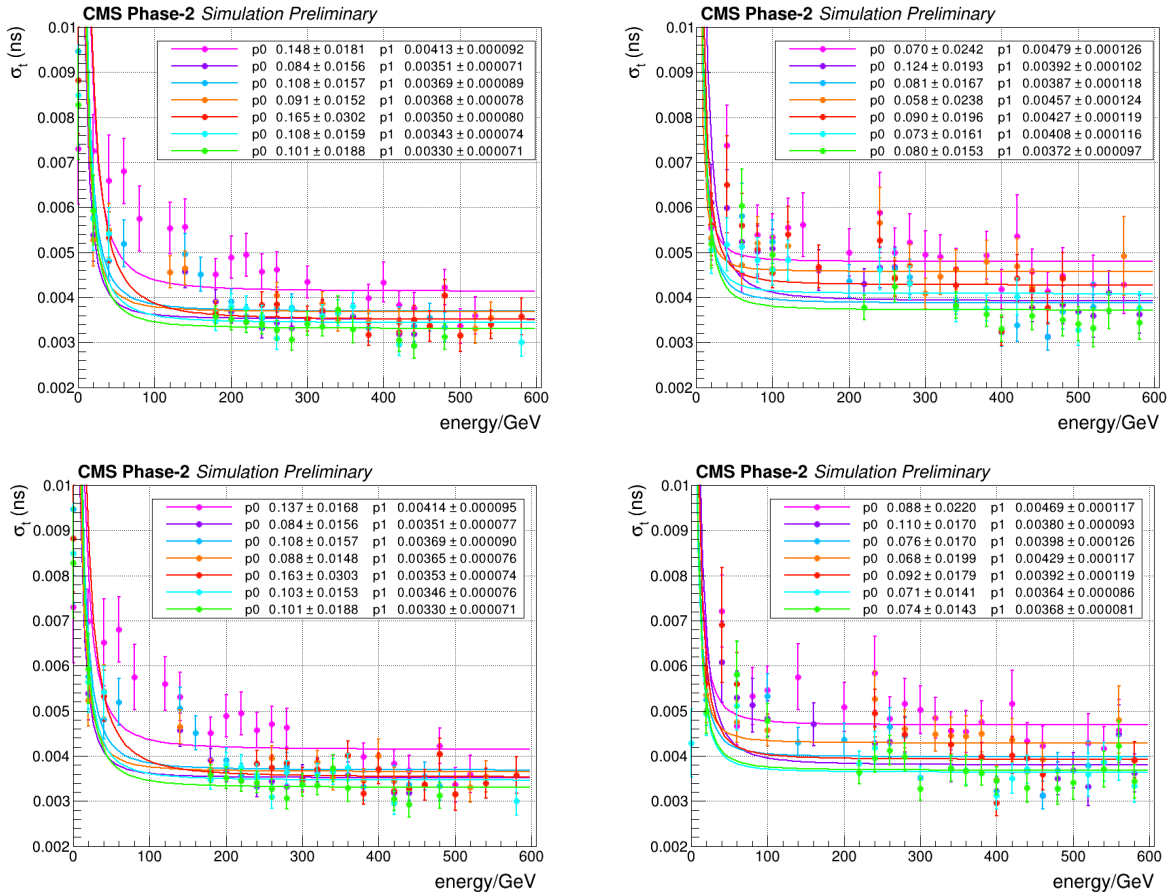 CMS Phase-2 Simulation Preliminary
σt (ns)
0.01
0.009
0.008
0.007
0.006
0.005
0.004
0.003
0.002
p0 0.148 ± 0.0181 p1 0.00413 ± 0.000092
p0 0.084 ± 0.0156 p1 0.00351 ± 0.000071
p0 0.108 ± 0.0157 p1 0.00369 ± 0.000089
p0 0.091 ± 0.0152 p1 0.00368 ± 0.000078
p0 0.165 ± 0.0302 p1 0.00350 ± 0.000080
p0 0.108 ± 0.0159 p1 0.00343 ± 0.000074
p0 0.101 ± 0.0188 p1 0.00330 ± 0.000071
0 100 200 300 400 500 600
energy/GeV
CMS Phase-2 Simulation Preliminary
σt (ns)
0.01
0.009
0.008
0.007
0.006
0.005
0.004
0.003
0.002
p0 0.070 ± 0.0242 p1 0.00479 ± 0.000126
p0 0.124 ± 0.0193 p1 0.00392 ± 0.000102
p0 0.081 ± 0.0167 p1 0.00387 ± 0.000118
p0 0.058 ± 0.0238 p1 0.00457 ± 0.000124
p0 0.090 ± 0.0196 p1 0.00427 ± 0.000119
p0 0.073 ± 0.0161 p1 0.00408 ± 0.000116
p0 0.080 ± 0.0153 p1 0.00372 ± 0.000097
0 100 200 300 400 500 600
energy/GeV
CMS Phase-2 Simulation Preliminary
σt (ns)
0.01
0.009
0.008
0.007
0.006
0.005
0.004
0.003
0.002
p0 0.137 ± 0.0168 p1 0.00414 ± 0.000095
p0 0.084 ± 0.0156 p1 0.00351 ± 0.000077
p0 0.108 ± 0.0157 p1 0.00369 ± 0.000090
p0 0.088 ± 0.0148 p1 0.00365 ± 0.000076
p0 0.163 ± 0.0303 p1 0.00353 ± 0.000074
p0 0.103 ± 0.0153 p1 0.00346 ± 0.000076
p0 0.101 ± 0.0188 p1 0.00330 ± 0.000071
0 100 200 300 400 500 600
energy/GeV
CMS Phase-2 Simulation Preliminary
σt (ns)
0.01
0.009
0.008
0.007
0.006
0.005
0.004
0.003
0.002
p0 0.088 ± 0.0220 p1 0.00469 ± 0.000117
p0 0.110 ± 0.0170 p1 0.00380 ± 0.000093
p0 0.076 ± 0.0170 p1 0.00398 ± 0.000126
p0 0.068 ± 0.0199 p1 0.00429 ± 0.000117
p0 0.092 ± 0.0179 p1 0.00392 ± 0.000119
p0 0.071 ± 0.0141 p1 0.00364 ± 0.000086
p0 0.074 ± 0.0143 p1 0.00368 ± 0.000081
0 100 200 300 400 500 600
energy/GeV